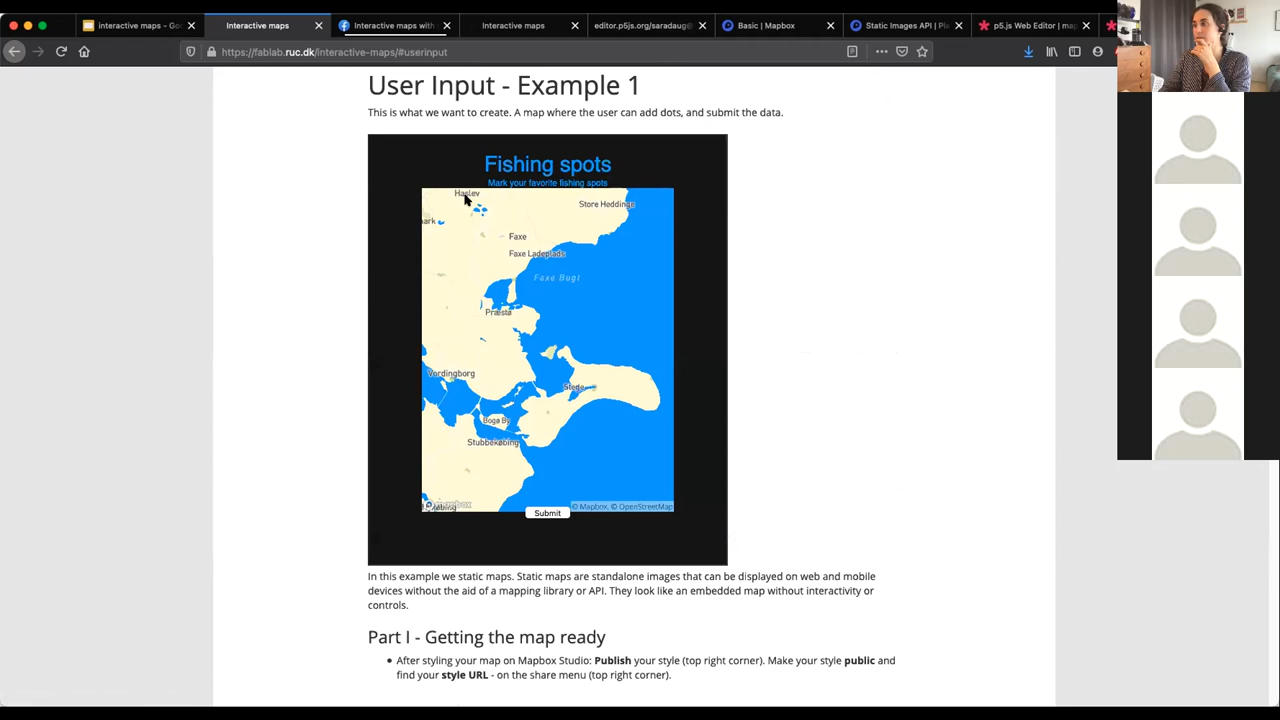 interactive maps - Goo
Interactive maps
Interactive maps with
Interactive maps
editor.p5js.org/saradaug
Basic | Mapbox
Static Images API | Pl
p5.js Web Editor | map
https://fablab.ruc.dk/interactive-maps/#userinput
User Input - Example 1
This is what we want to create. A map where the user can add dots, and submit the data.
Fishing spots
Mark your favorite fishing spots
Haslev
Store Heddinge
ark
Faxe
Faxe Ladeplads
Faxe Bugt
Præstø
Vordingborg
Stege
Bogø By
Stubbekøbing
mapbox
© Mapbox, © OpenStreetMap
Submit
In this example we static maps. Static maps are standalone images that can be displayed on web and mobile
devices without the aid of a mapping library or API. They look like an embedded map without interactivity or
controls.
Part I - Getting the map ready
After styling your map on Mapbox Studio: Publish your style (top right corner). Make your style public and
find your style URL - on the share menu (top right corner).